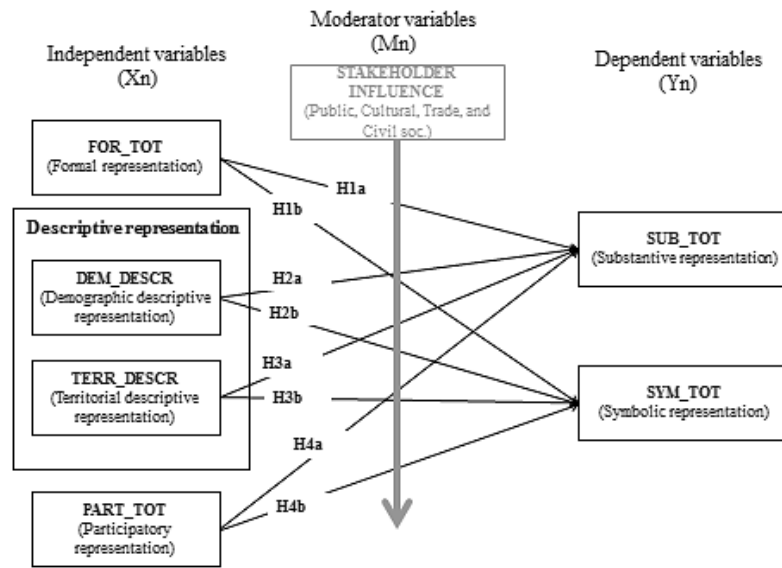 Moderator variables
(Mn)
Independent variables
(Xn)
Dependent variables
(Yn)
STAKEHOLDER
INFLUENCE
(Public, Cultural, Trade, and
Civil soc.)
FOR_TOT
(Formal representation)
H1a
H1b
Descriptive representation
SUB_TOT
(Substantive representation)
DEM_DESCR
(Demographic descriptive
representation)
H2a
H2b
TERR_DESCR
(Territorial descriptive
representation)
H3a
H3b
SYM_TOT
(Symbolic representation)
H4a
PART_TOT
(Participatory
representation)
H4b